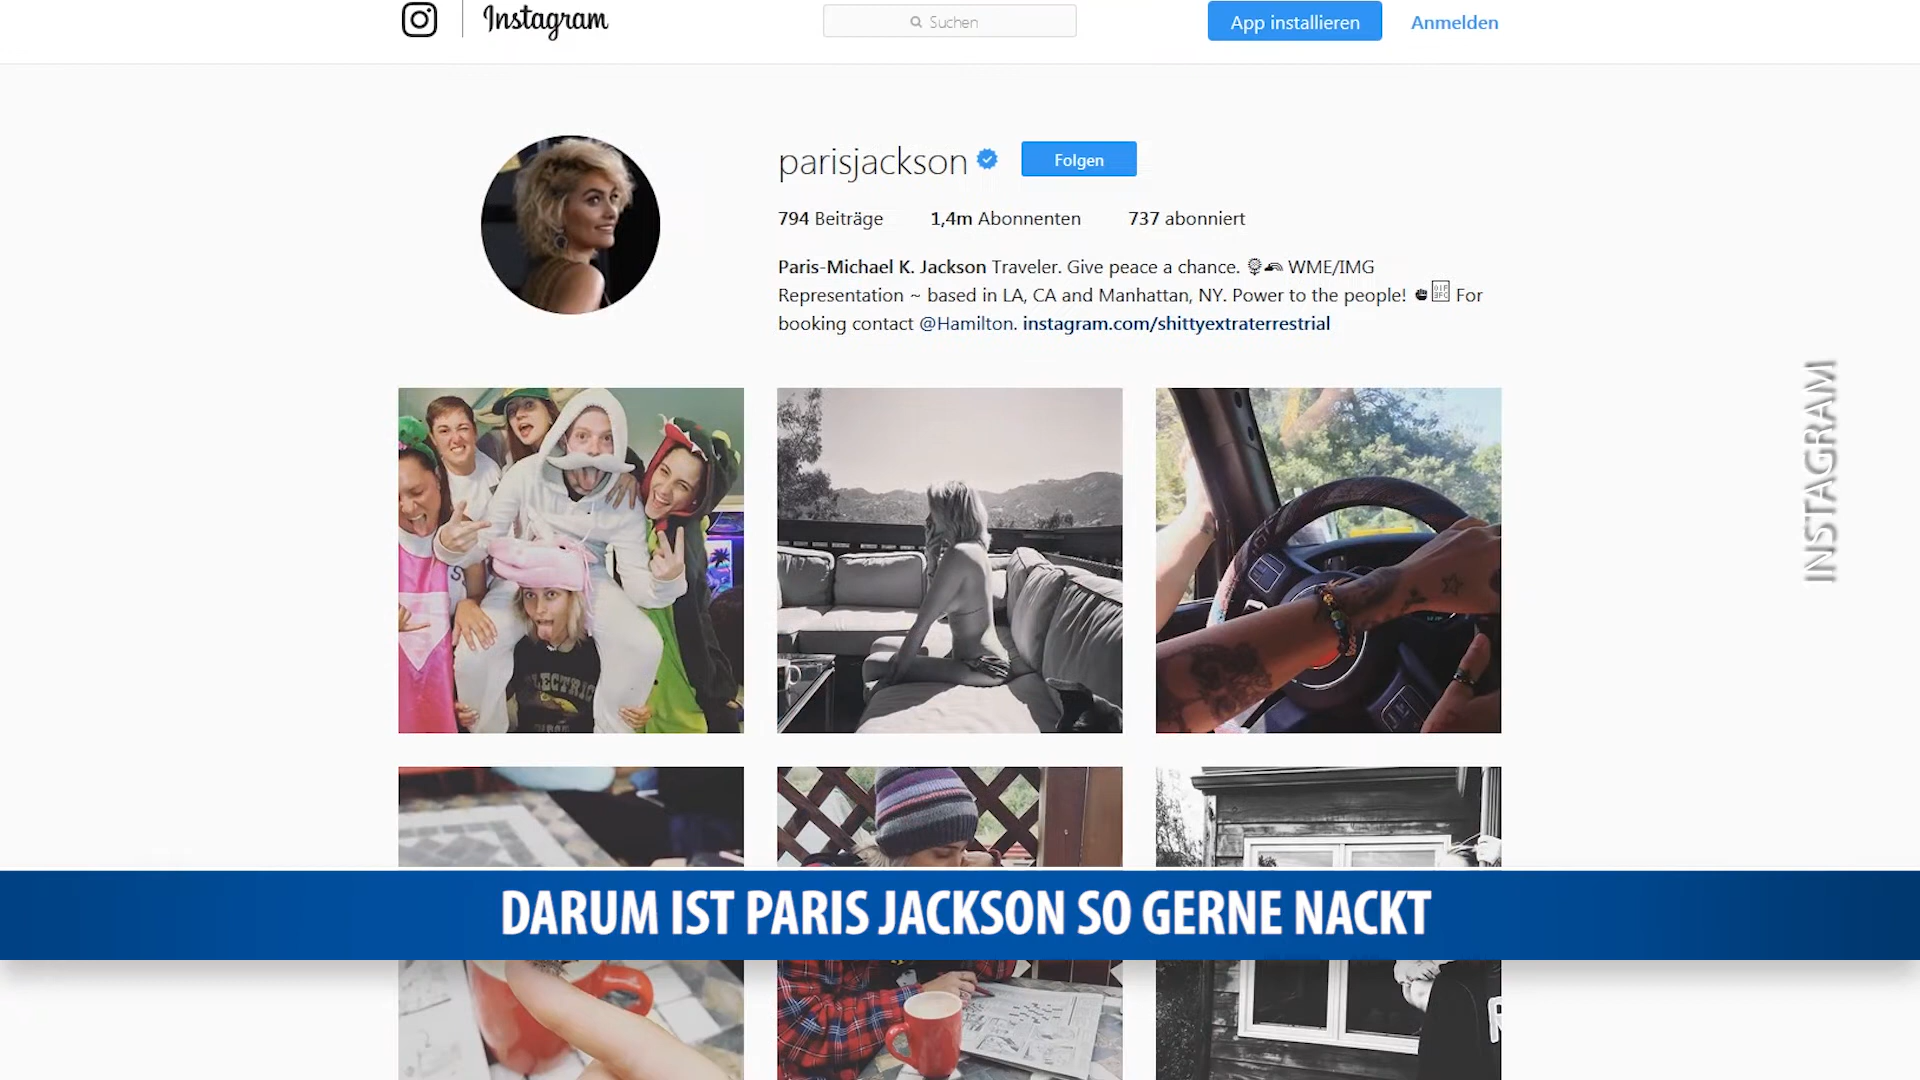 Instagram
Suchen
App installieren
Anmelden
parisjackson
Folgen
794 Beiträge 1,4m Abonnenten 737 abonniert
Paris-Michael K. Jackson Traveler. Give peace a chance. WME/IMG
Representation ~ based in LA, CA and Manhattan, NY. Power to the people! For
booking contact @Hamilton. instagram.com/shittyextraterrestrial
INSTAGRAM
DARUM IST PARIS JACKSON SO GERNE NACKT